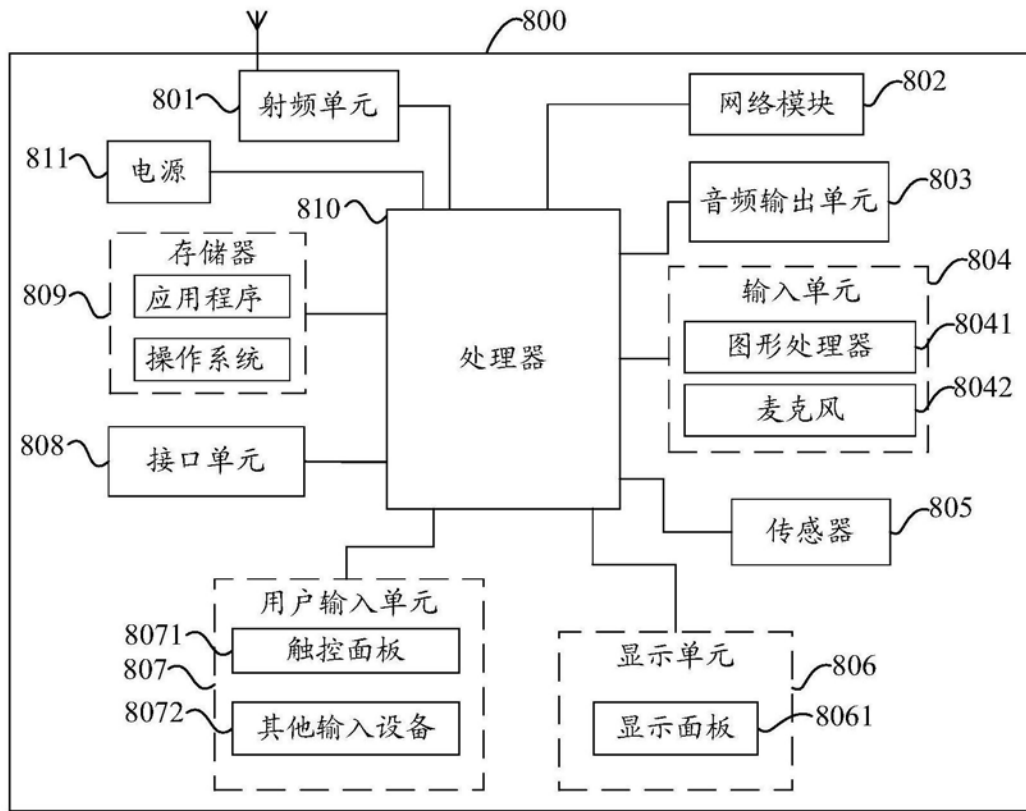 800
801
射频单元
网络模块
802
811
电源
810
音频输出单元
803
809
存储器
应用程序
操作系统
处理器
804
输入单元
图形处理器
8041
麦克风
8042
808
接口单元
传感器
805
用户输入单元
8071
触控面板
807
8072
其他输入设备
显示单元
806
显示面板
8061